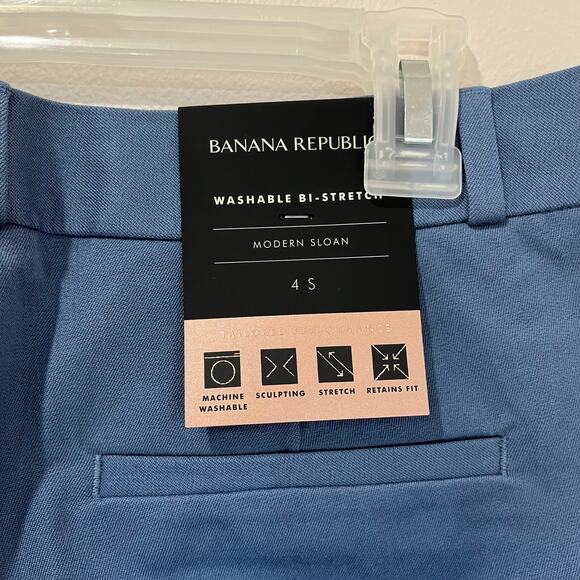 BANANA REPUBLIC
WASHABLE BI-STRETCH
MODERN SLOAN
4 S
TAILORED PERFORMANCE
MACHINE WASHABLE
SCULPTING
STRETCH
RETAINS FIT